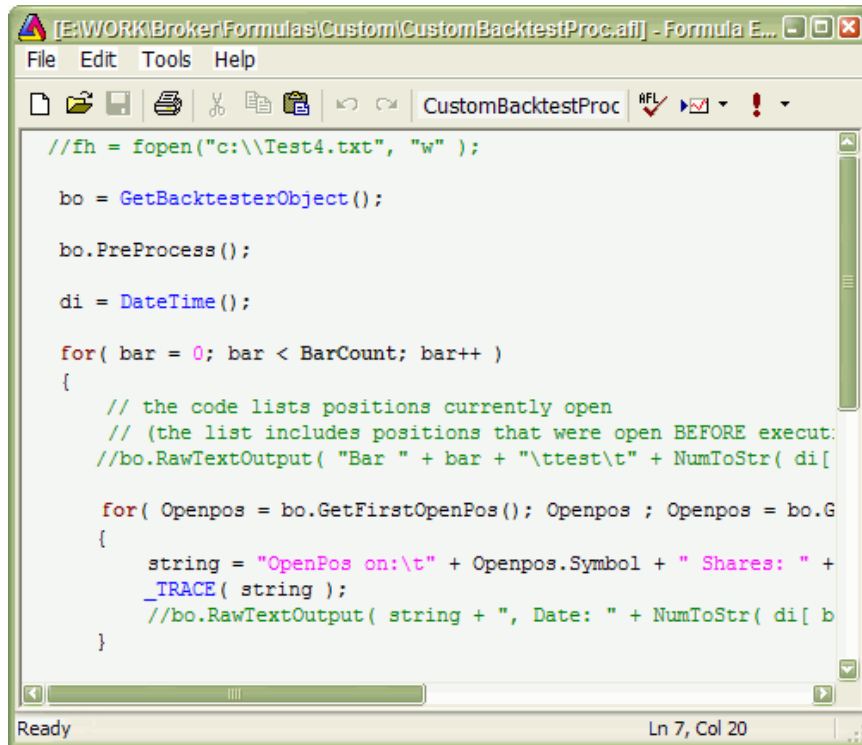 [E:\WORK\Broker\Formulas\Custom\CustomBacktestProc.afl] - Formula E...
File Edit Tools Help
CustomBacktestProc AFL
//fh = fopen("c:\\Test4.txt", "w" );
bo = GetBacktesterObject();
bo.PreProcess();
di = DateTime();
for( bar = 0; bar < BarCount; bar++ )
{
// the code lists positions currently open
// (the list includes positions that were open BEFORE execut
//bo.RawTextOutput( "Bar " + bar + "\ttest\t" + NumToStr( di[
for( Openpos = bo.GetFirstOpenPos(); Openpos ; Openpos = bo.G
{
string = "OpenPos on:\t" + Openpos.Symbol + " Shares: " +
_TRACE( string );
//bo.RawTextOutput( string + ", Date: " + NumToStr( di[ b
}
Ready Ln 7, Col 20